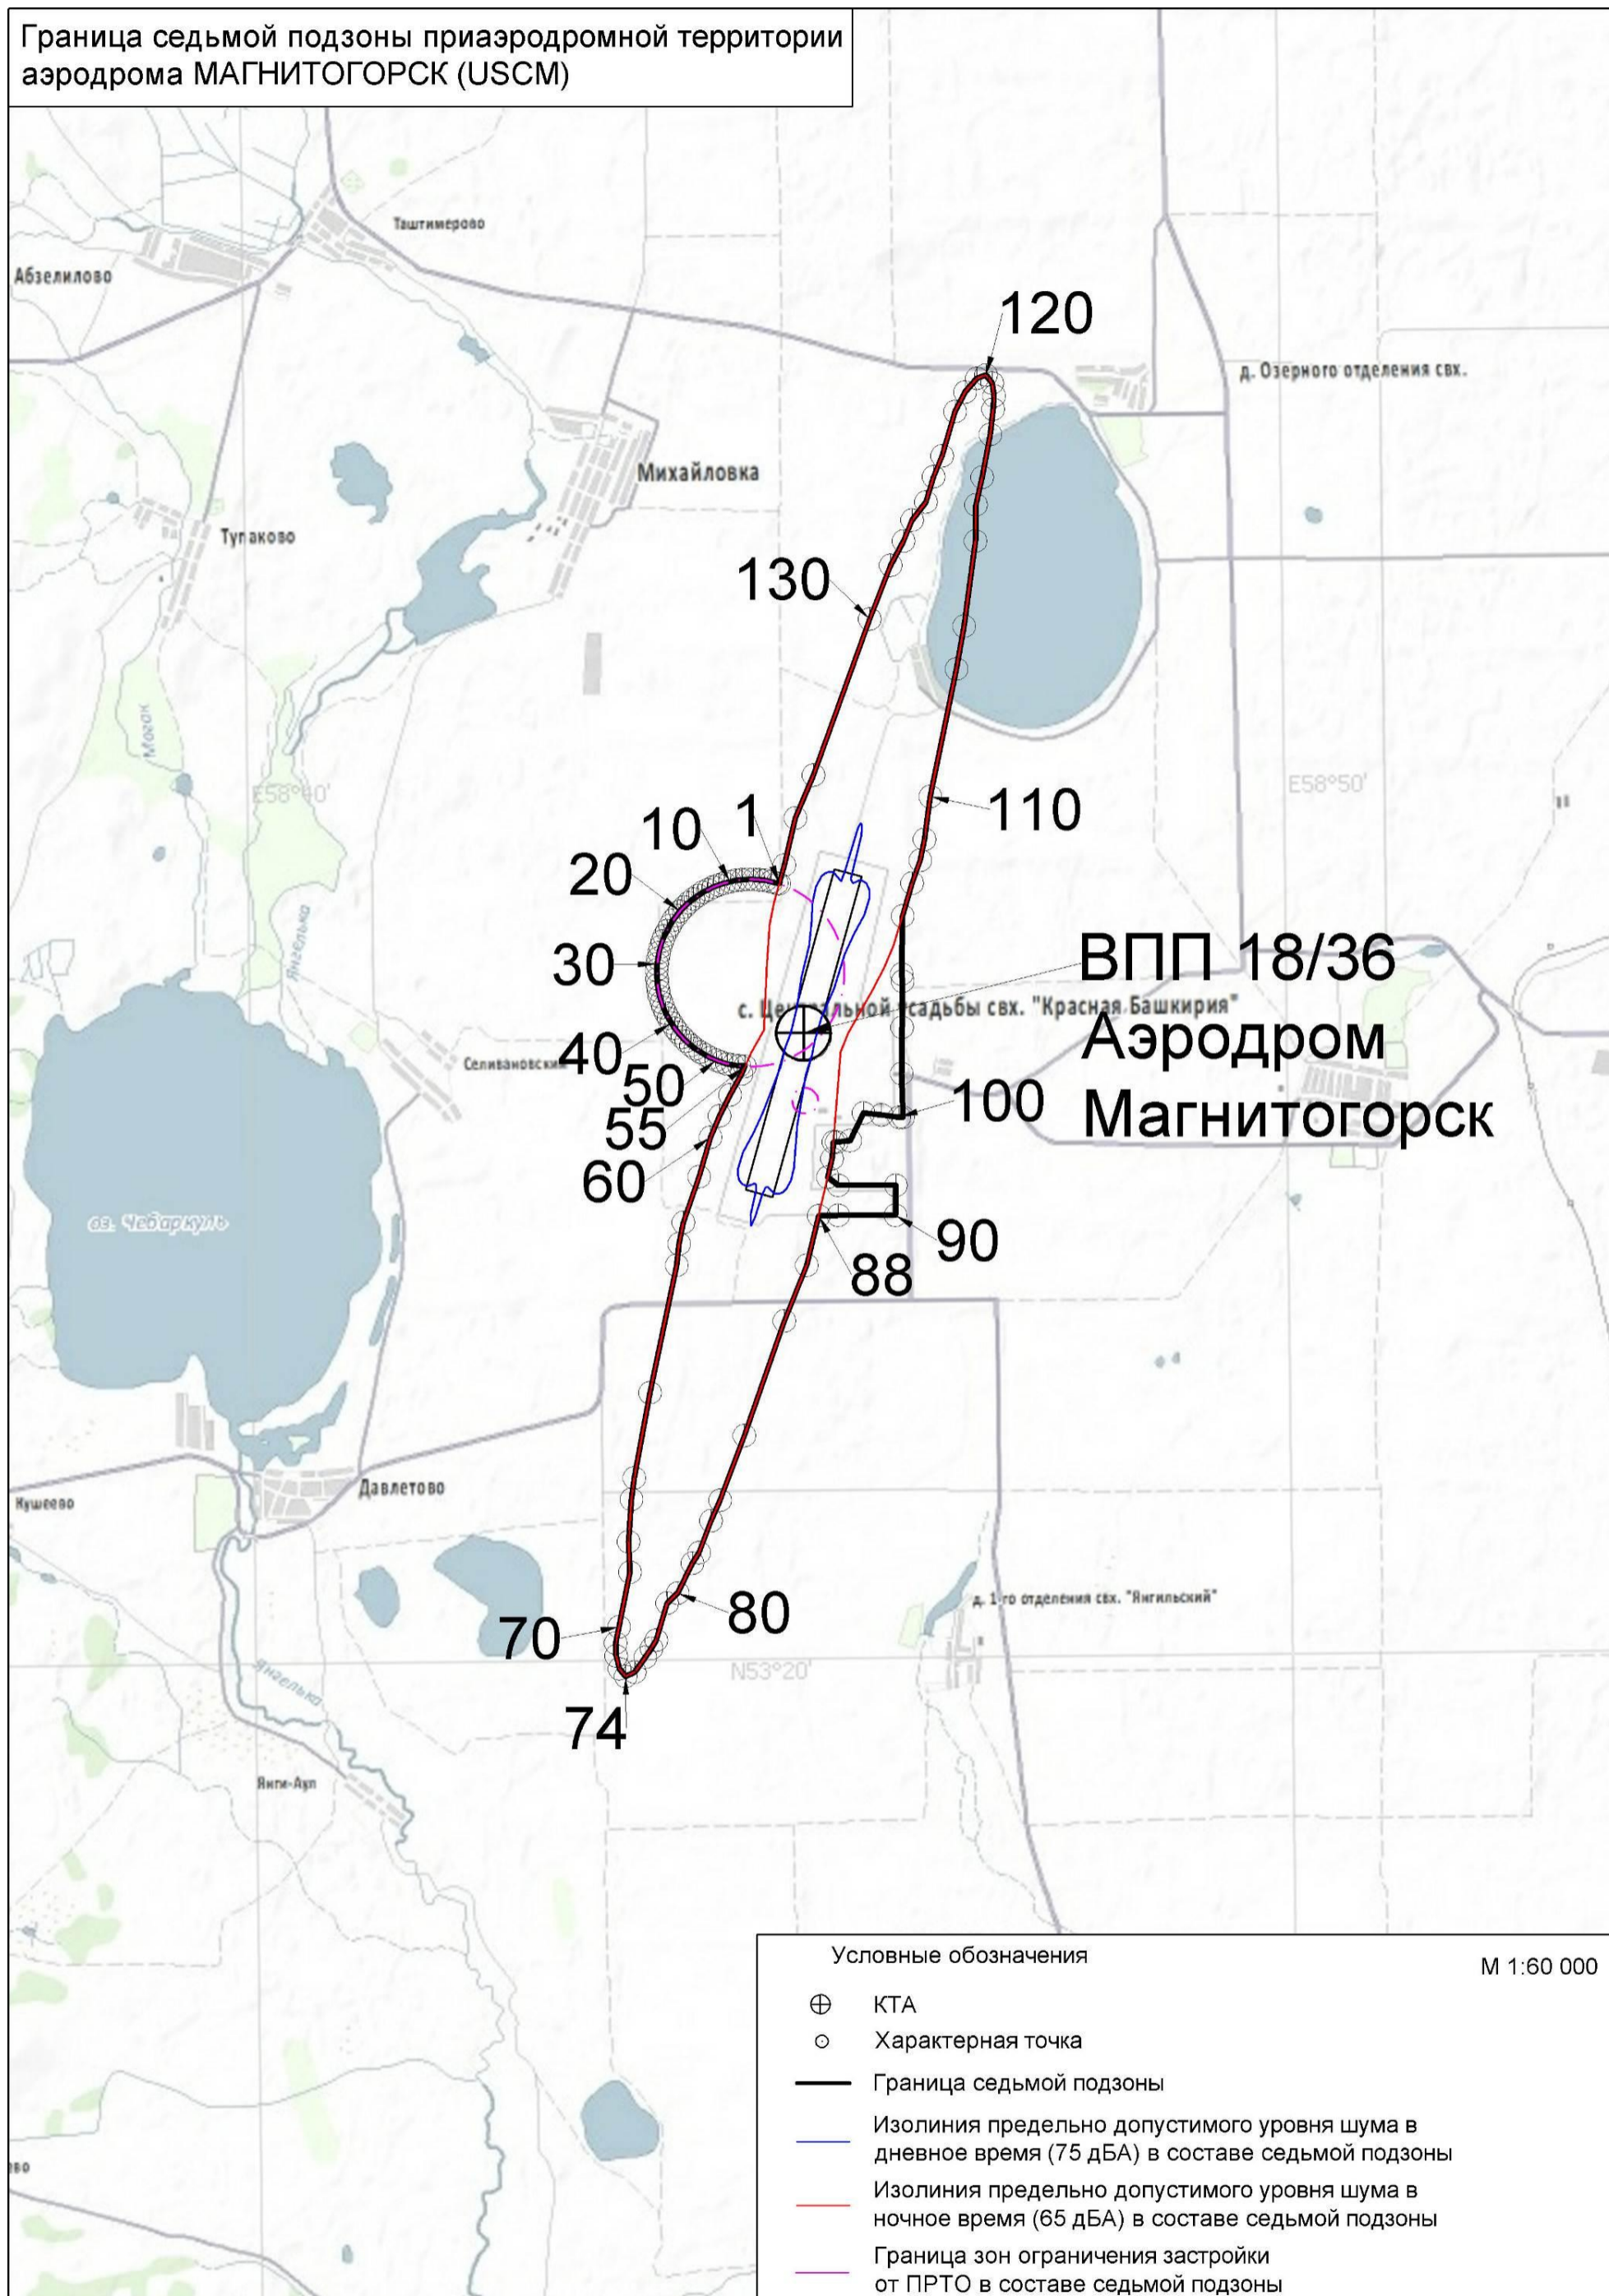 Граница седьмой подзоны приаэродромной территории
аэродрома МАГНИТОГОРСК (USCM)
Таштимерово
Абзелилово
120
д. Озерного отделения свх.
Михайловка
Тупаково
130
Могак
E58°40'
E58°50'
10
1
110
20
Янгелька
30
ВПП 18/36
с. Центральной усадьбы свх. "Красная Башкирия"
Аэродром
Селивановский
40
50
100
Магнитогорск
55
60
оз. Чебаркуль
90
88
Давлетово
Кушеево
д. 1-го отделения свх. "Янгильский"
80
70
Янгелька
N53°20'
74
Янги-Аул
Условные обозначения
М 1:60 000
КТА
Характерная точка
Граница седьмой подзоны
Изолиния предельно допустимого уровня шума в
дневное время (75 дБА) в составе седьмой подзоны
Изолиния предельно допустимого уровня шума в
ночное время (65 дБА) в составе седьмой подзоны
Граница зон ограничения застройки
от ПРТО в составе седьмой подзоны